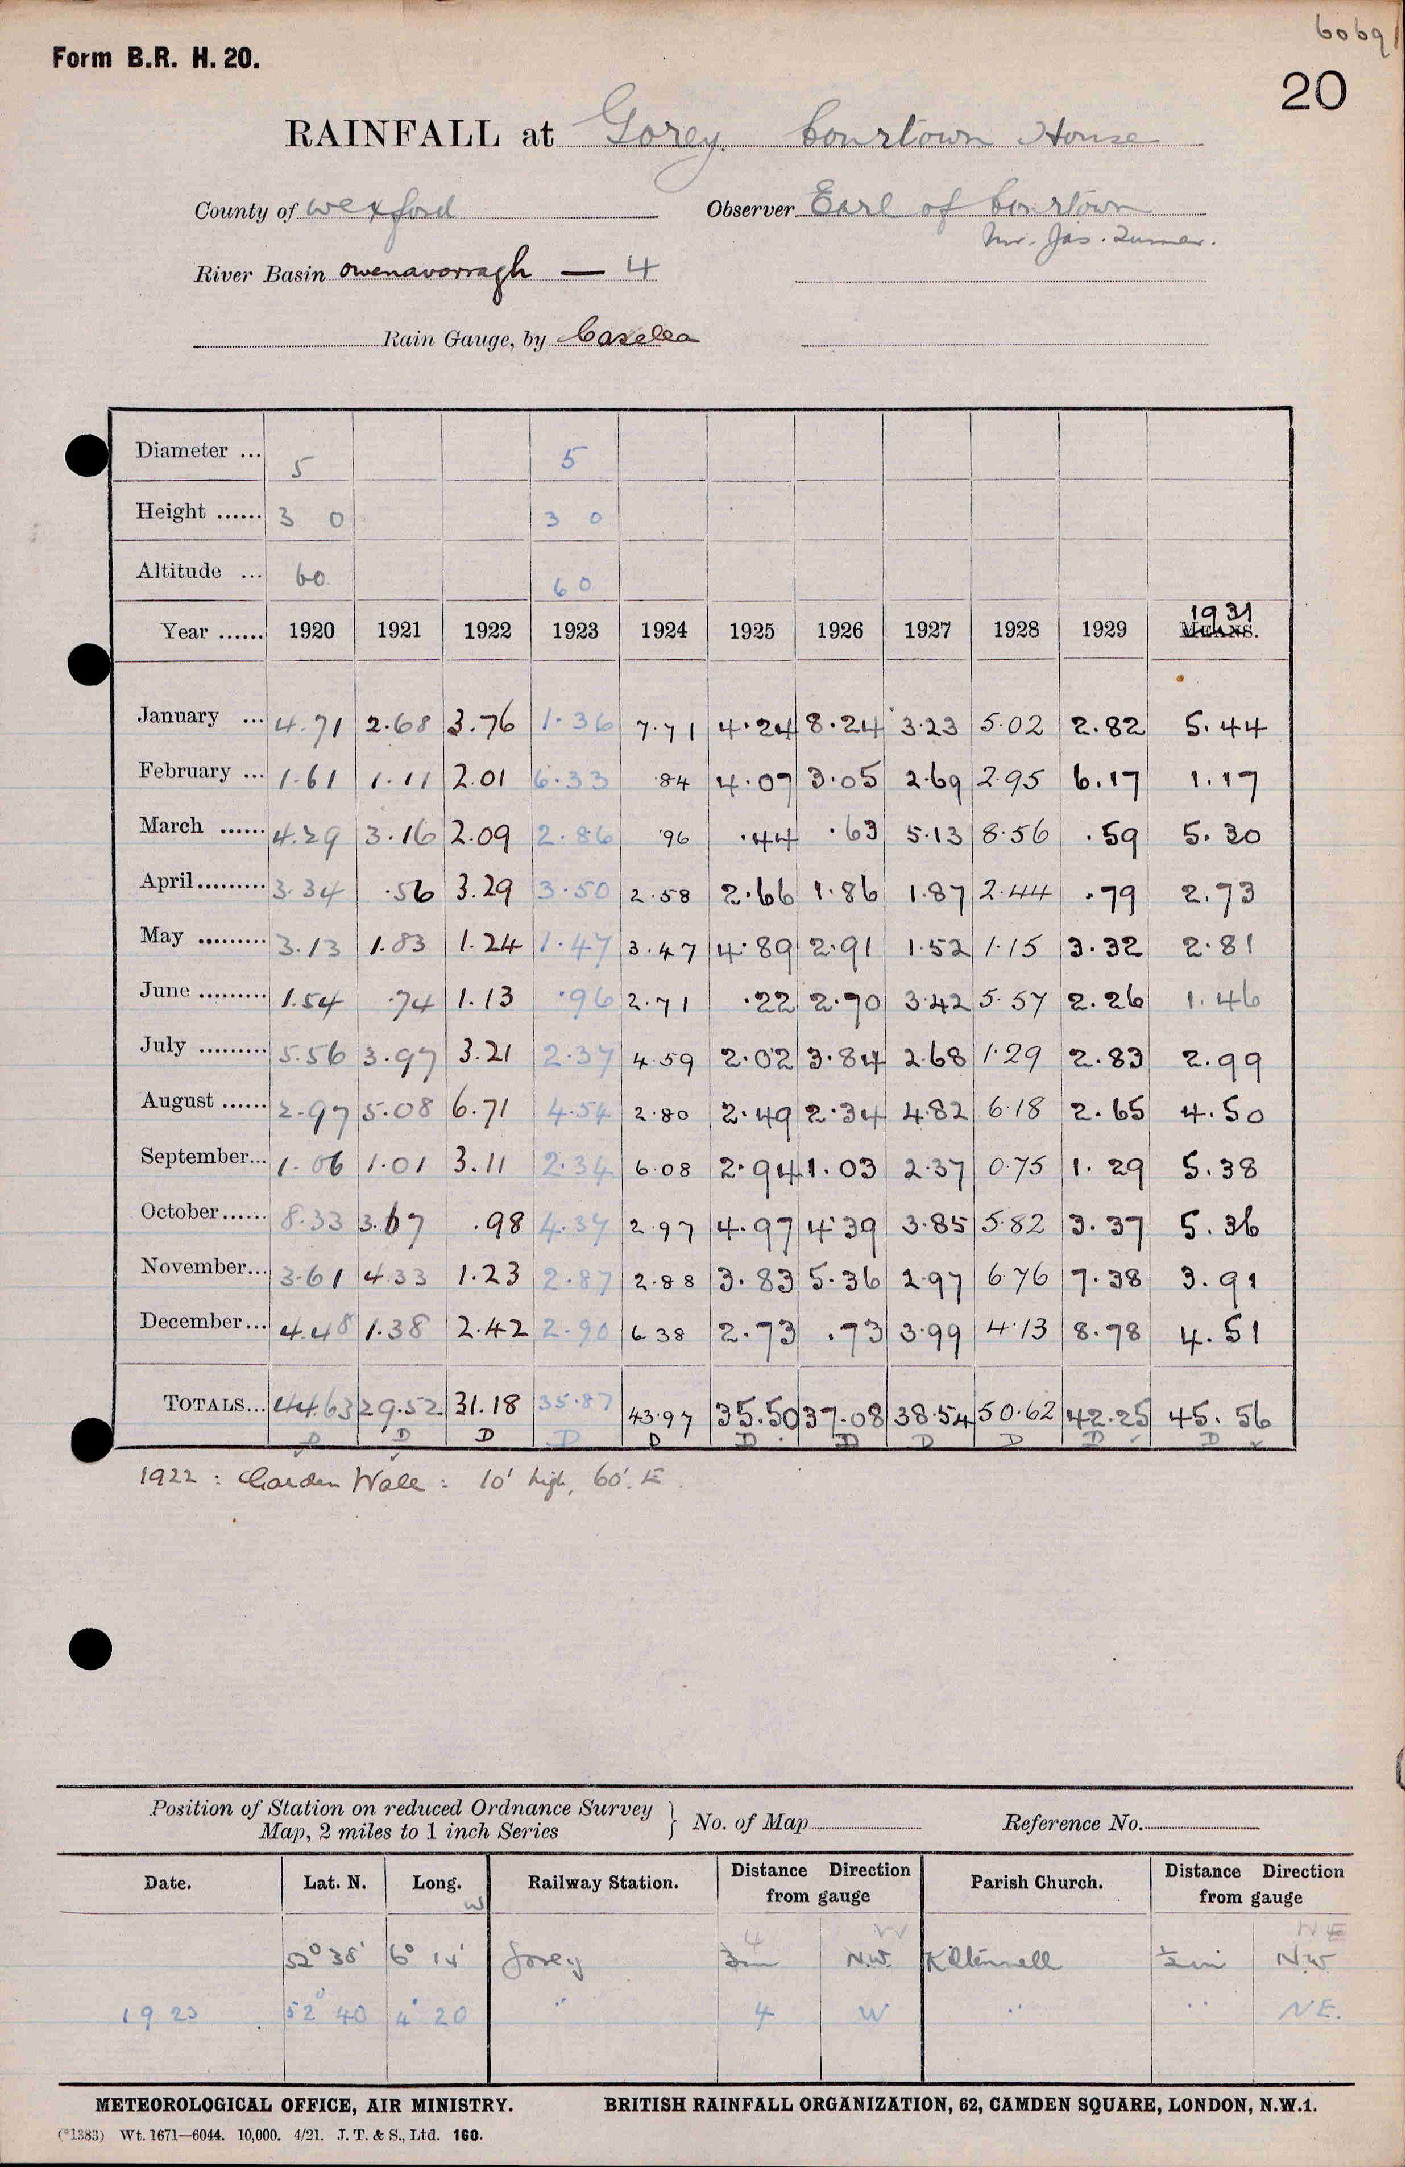 6069
Form B.R. H. 20.
20
RAINFALL at Gorey. Courtown House
County of Wexford Observer Earl of Courtown
Mr. Jas. Turner.
River Basin Owenavorragh — 4
Rain Gauge, by Casella
Diameter ... 5 5
Height ...... 3 0 3 0
Altitude ... 60 60
Year ...... 1920 1921 1922 1923 1924 1925 1926 1927 1928 1929 MEANS. 1931
January ... 4.71 2.68 3.76 1.36 7.71 4.24 8.24 3.23 5.02 2.82 5.44
February ... 1.61 1.11 2.01 6.33 .84 4.07 3.05 2.69 2.95 6.17 1.17
March ...... 4.29 3.16 2.09 2.86 .96 .44 .63 5.13 8.56 .59 5.30
April......... 3.34 .56 3.29 3.50 2.58 2.66 1.86 1.87 2.44 .79 2.73
May ......... 3.13 1.83 1.24 1.47 3.47 4.89 2.91 1.52 1.15 3.32 2.81
June ......... 1.54 .74 1.13 .96 2.71 .22 2.70 3.42 5.57 2.26 1.46
July ......... 5.56 3.97 3.21 2.37 4.59 2.02 3.84 2.68 1.29 2.83 2.99
August ...... 2.97 5.08 6.71 4.54 2.80 2.49 2.34 4.82 6.18 2.65 4.50
September... 1.06 1.01 3.11 2.34 6.08 2.94 1.03 2.37 0.75 1.29 5.38
October...... 8.33 3.67 .98 4.37 2.97 4.97 4.39 3.85 5.82 3.37 5.36
November... 3.61 4.33 1.23 2.87 2.88 3.83 5.36 2.97 6.76 7.38 3.91
December... 4.48 1.38 2.42 2.90 6.38 2.73 .73 3.99 4.13 8.78 4.51
TOTALS... 44.63 29.52 31.18 35.87 43.97 35.50 37.08 38.54 50.62 42.25 45.56
D D D D D D D D D D D
1922 : Garden Wall : 10' high, 60' E.
Position of Station on reduced Ordnance Survey
Map, 2 miles to 1 inch Series } No. of Map Reference No.
Date. Lat. N. Long. W Railway Station. Distance Direction from gauge Parish Church. Distance Direction from gauge
4 W NE
52° 38' 6° 14' Gorey 3m N.W. Kiltennell ½ mi N.W
1923 52° 40 4° 20 " 4 W " " NE.
METEOROLOGICAL OFFICE, AIR MINISTRY. BRITISH RAINFALL ORGANIZATION, 62, CAMDEN SQUARE, LONDON, N.W.1.
(*1383) Wt. 1671—6044. 10,000. 4/21. J. T. & S., Ltd. 160.